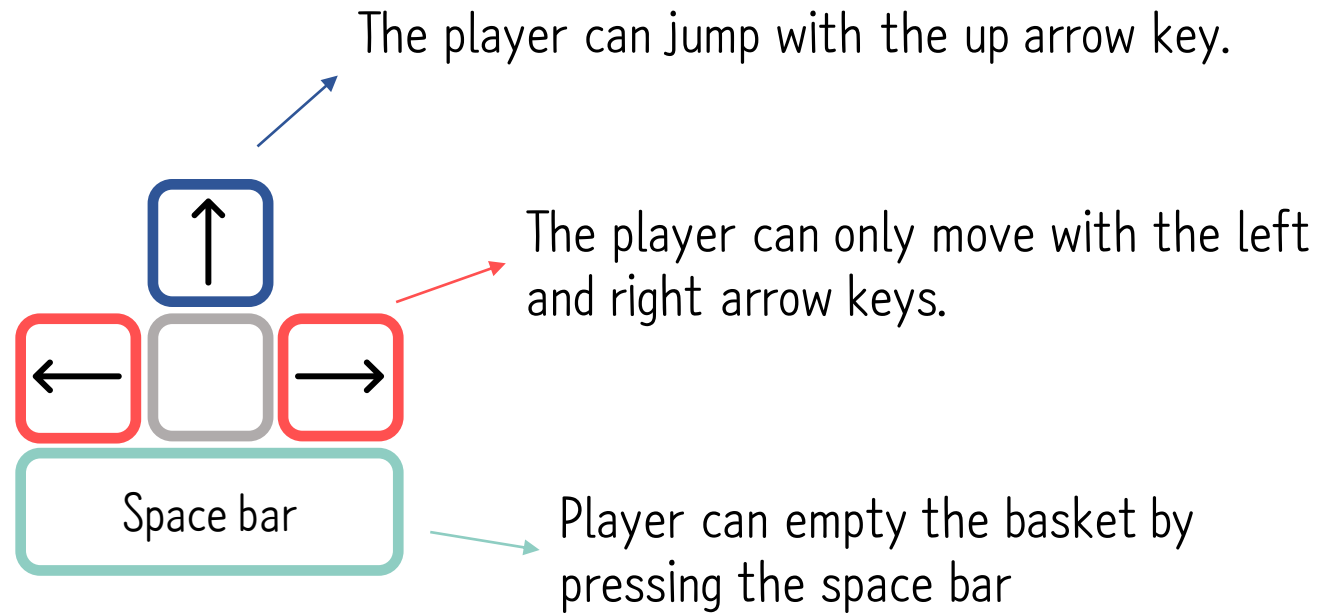 The player can jump with the up arrow key.
The player can only move with the left
and right arrow keys.
Space bar
Player can empty the basket by
pressing the space bar